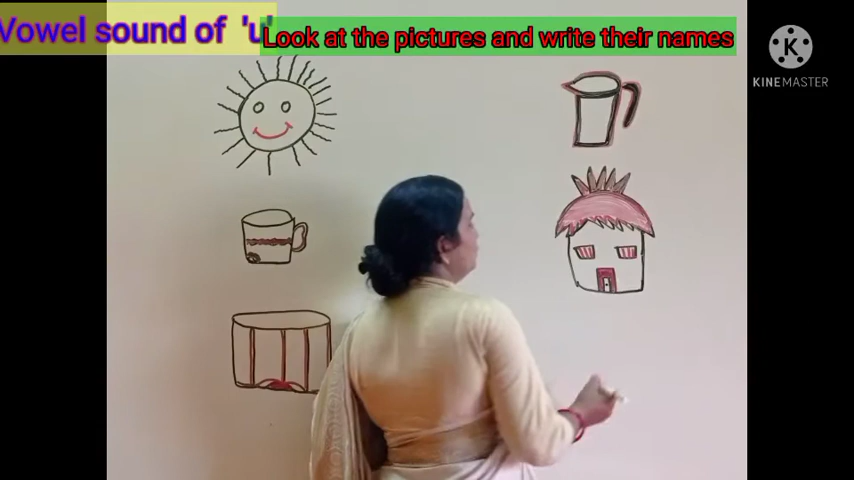 Vowel sound of 'u'
Look at the pictures and write their names
K
KINEMASTER